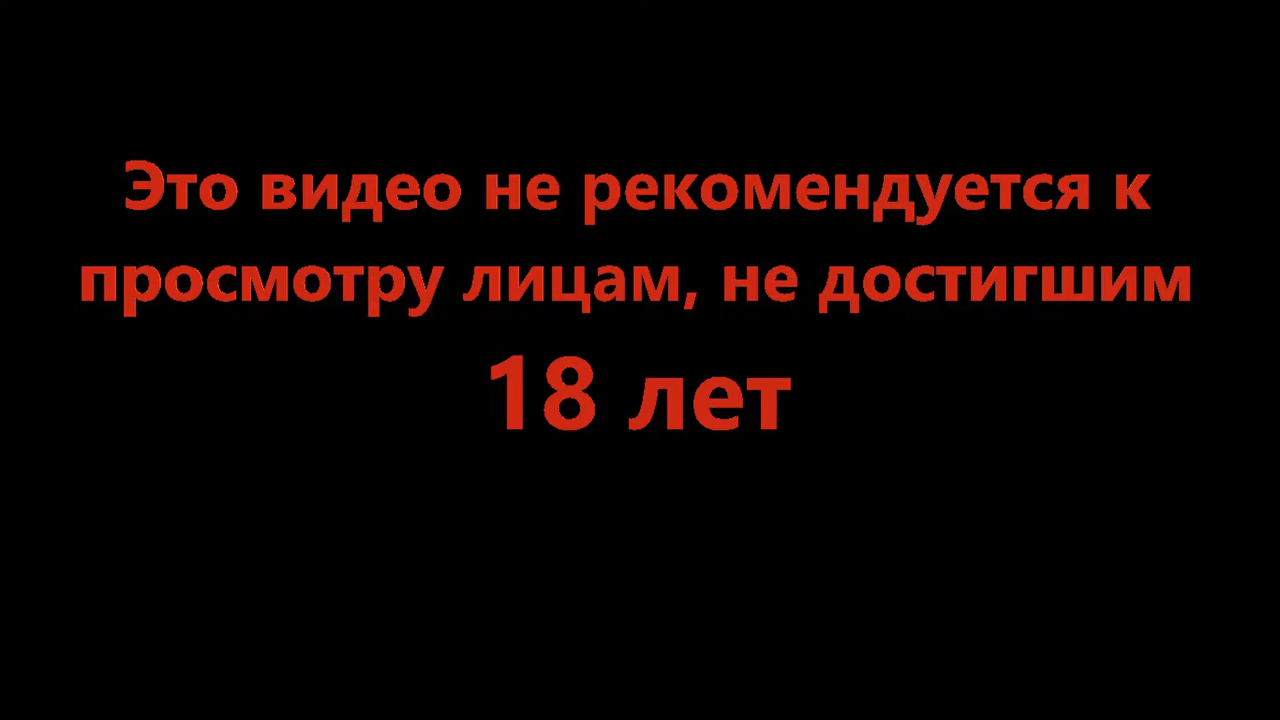 Это видео не рекомендуется к
просмотру лицам, не достигшим
18 лет